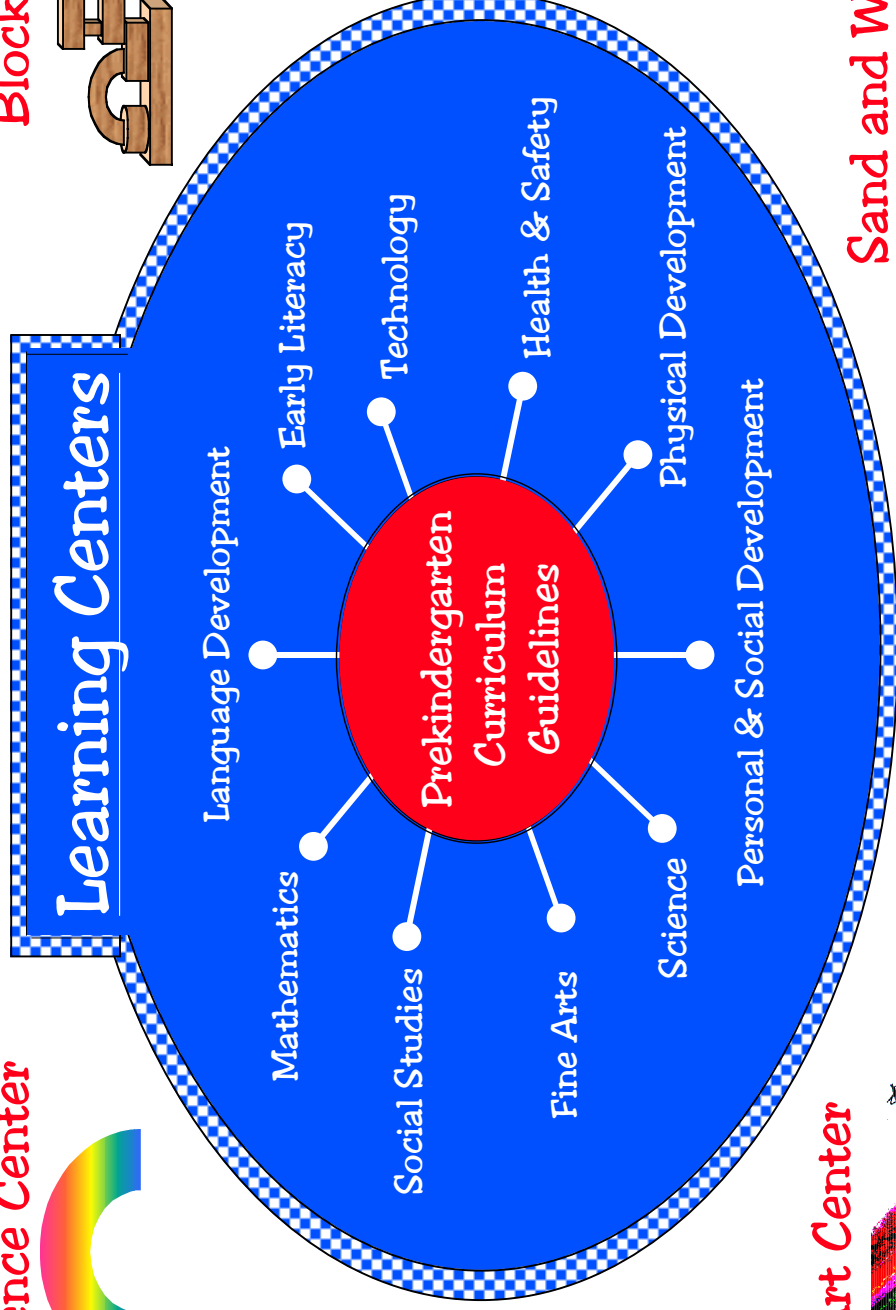 ence Center
Block
Learning Centers
Language Development
Mathematics
Early Literacy
Social Studies
Technology
Prekindergarten
Curriculum
Guidelines
Fine Arts
Health & Safety
Science
Physical Development
Personal & Social Development
rt Center
Sand and W